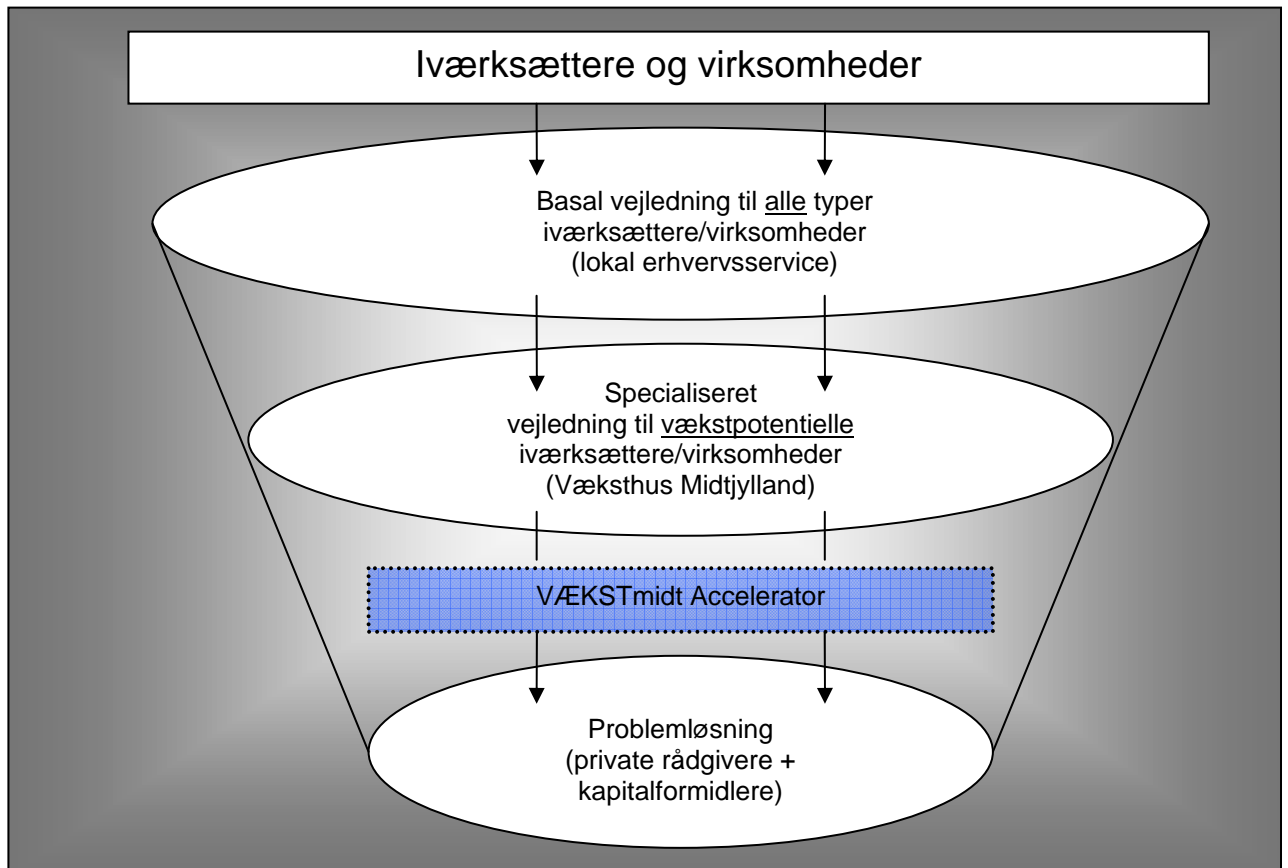 Iværksættere og virksomheder
Basal vejledning til alle typer
iværksættere/virksomheder
(lokal erhvervsservice)
Specialiseret
vejledning til vækstpotentielle
iværksættere/virksomheder
(Væksthus Midtjylland)
VÆKSTmidt Accelerator
Problemløsning
(private rådgivere +
kapitalformidlere)